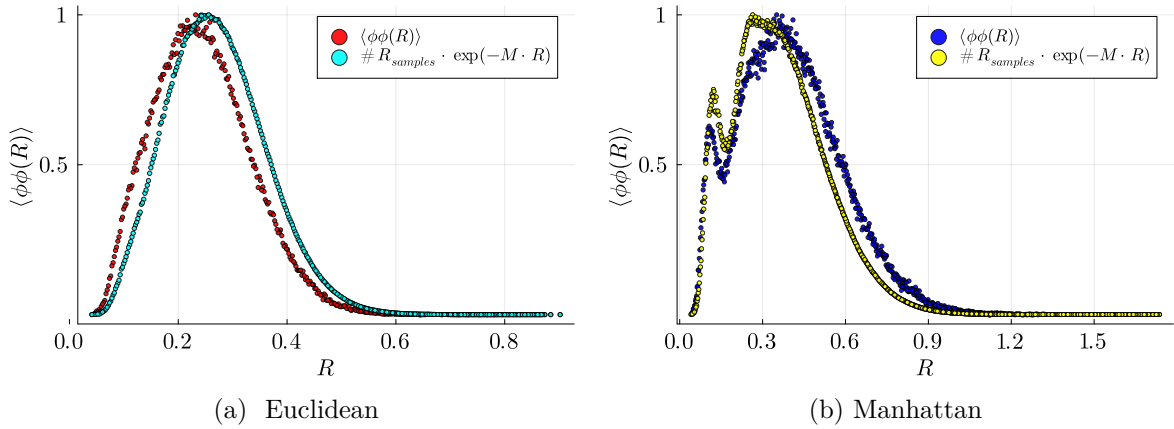 1
0.5
⟨ϕϕ(R)⟩
0.0
0.2
0.4
0.6
0.8
R
⟨ϕϕ(R)⟩
# R_samples · exp(−M · R)
(a) Euclidean
1
0.5
⟨ϕϕ(R)⟩
0.0
0.3
0.6
0.9
1.2
1.5
R
⟨ϕϕ(R)⟩
# R_samples · exp(−M · R)
(b) Manhattan